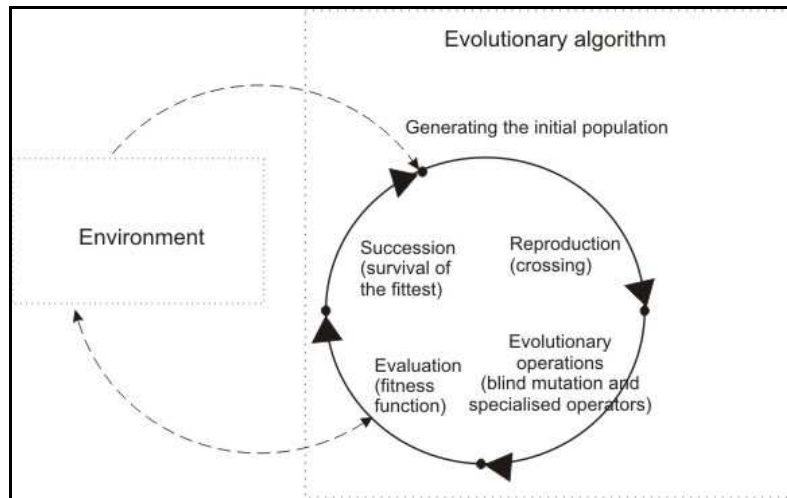 Evolutionary algorithm
Generating the initial population
Environment
Succession
(survival of
the fittest)
Reproduction
(crossing)
Evaluation
(fitness
function)
Evolutionary
operations
(blind mutation and
specialised operators)